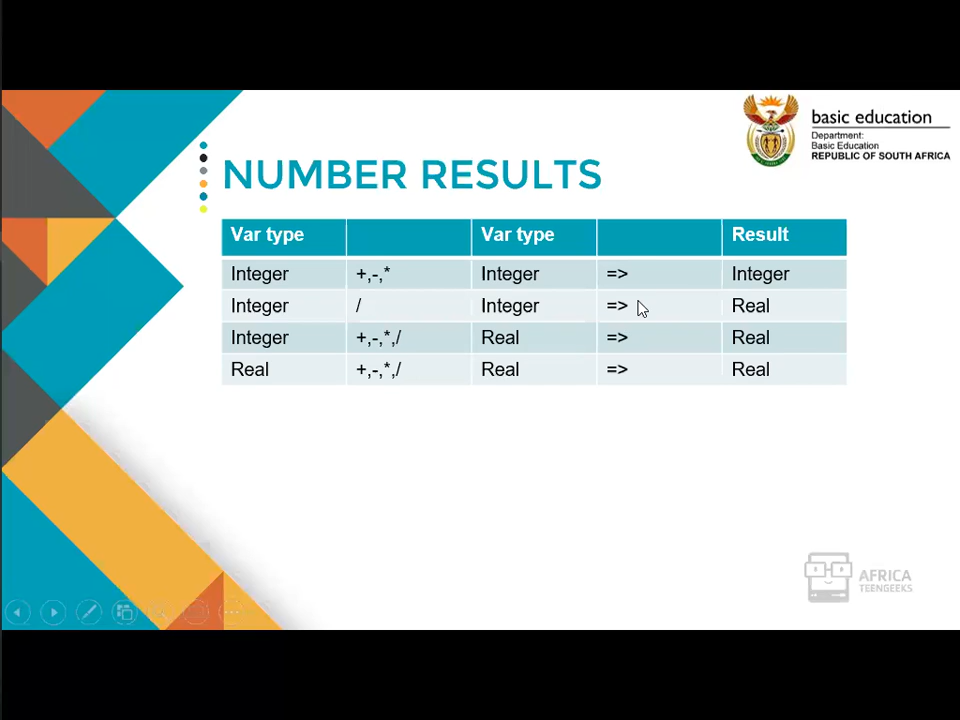 basic education
Department:
Basic Education
REPUBLIC OF SOUTH AFRICA
NUMBER RESULTS
Var type Var type Result
Integer +,-,* Integer => Integer
Integer / Integer => Real
Integer +,-,*,/ Real => Real
Real +,-,*,/ Real => Real
AFRICA
TEENGEEKS